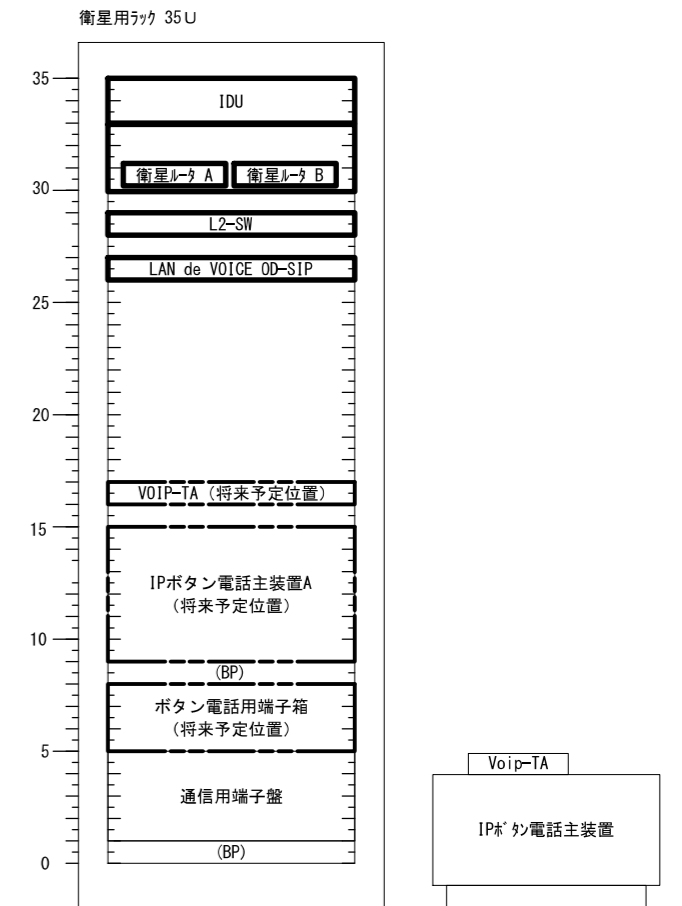 衛星用ﾗｯｸ 35U
35
IDU
衛星ﾙｰﾀ A
衛星ﾙｰﾀ B
30
L2-SW
LAN de VOICE OD-SIP
25
20
VOIP-TA（将来予定位置）
15
IPボタン電話主装置A
（将来予定位置）
10
(BP)
ボタン電話用端子箱
（将来予定位置）
5
通信用端子盤
(BP)
0
Voip-TA
IPﾎﾞﾀﾝ電話主装置